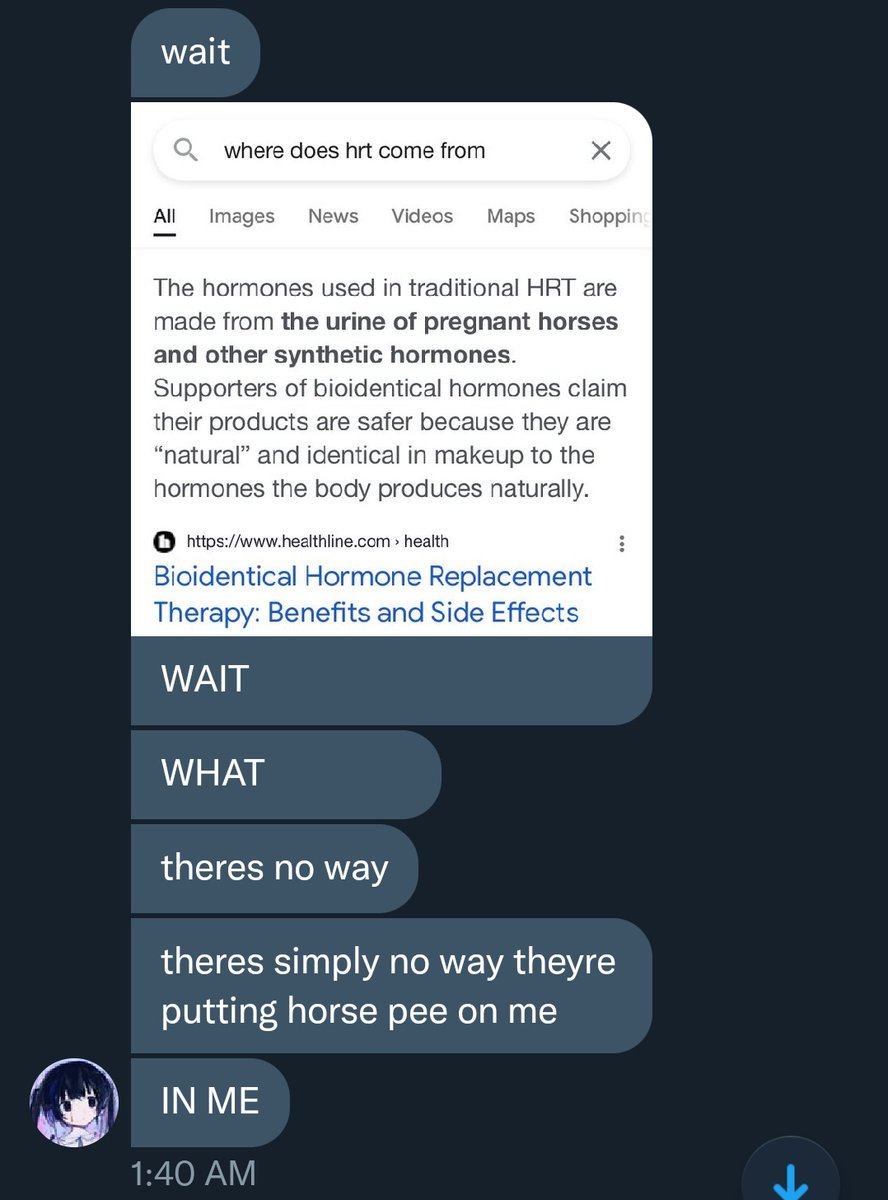 wait
where does hrt come from
All Images News Videos Maps Shopping
The hormones used in traditional HRT are
made from the urine of pregnant horses
and other synthetic hormones.
Supporters of bioidentical hormones claim
their products are safer because they are
“natural” and identical in makeup to the
hormones the body produces naturally.
https://www.healthline.com › health
Bioidentical Hormone Replacement
Therapy: Benefits and Side Effects
WAIT
WHAT
theres no way
theres simply no way theyre
putting horse pee on me
IN ME
1:40 AM